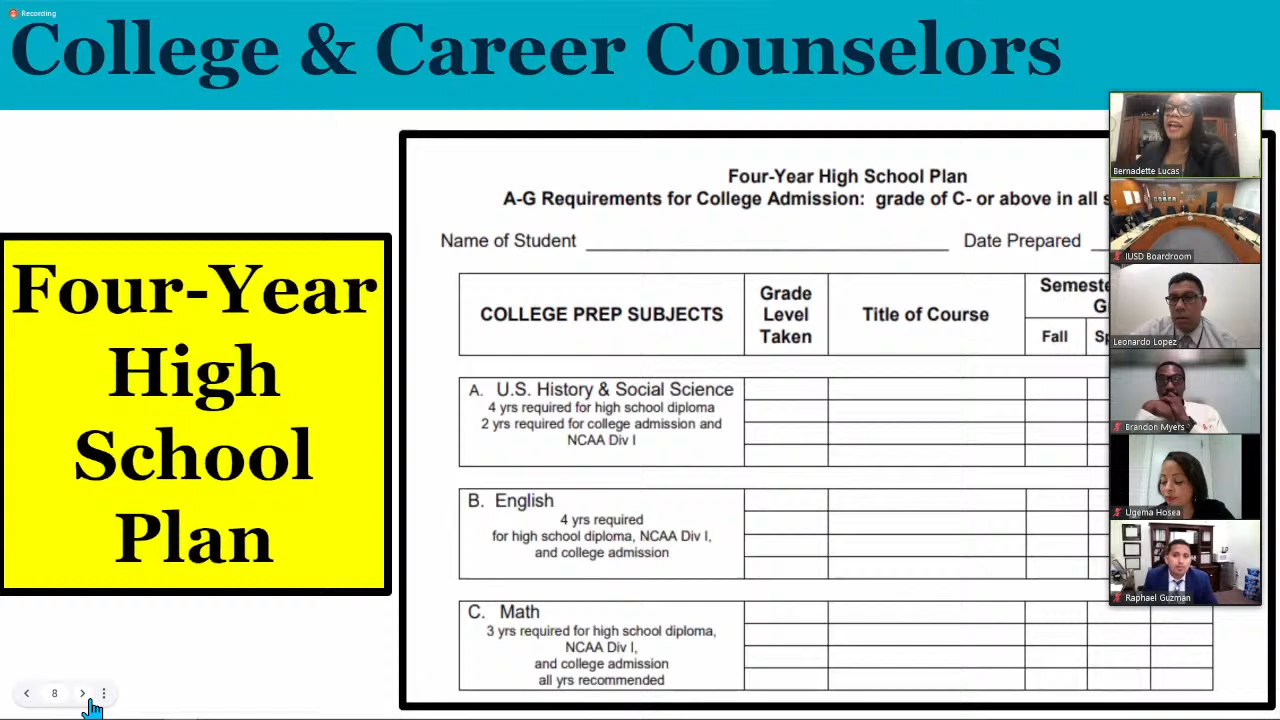 Recording
College & Career Counselors
Four-Year
High
School
Plan
Four-Year High School Plan
A-G Requirements for College Admission: grade of C- or above in all
Name of Student
Date Prepared
COLLEGE PREP SUBJECTS
Grade
Level
Taken
Title of Course
Semeste
G
Fall
Sp
A. U.S. History & Social Science
4 yrs required for high school diploma
2 yrs required for college admission and
NCAA Div I
B. English
4 yrs required
for high school diploma, NCAA Div I,
and college admission
C. Math
3 yrs required for high school diploma,
NCAA Div I,
and college admission
all yrs recommended
Bernadette Lucas
IUSD Boardroom
Leonardo Lopez
Brandon Myers
Ugema Hosea
Raphael Guzman
8